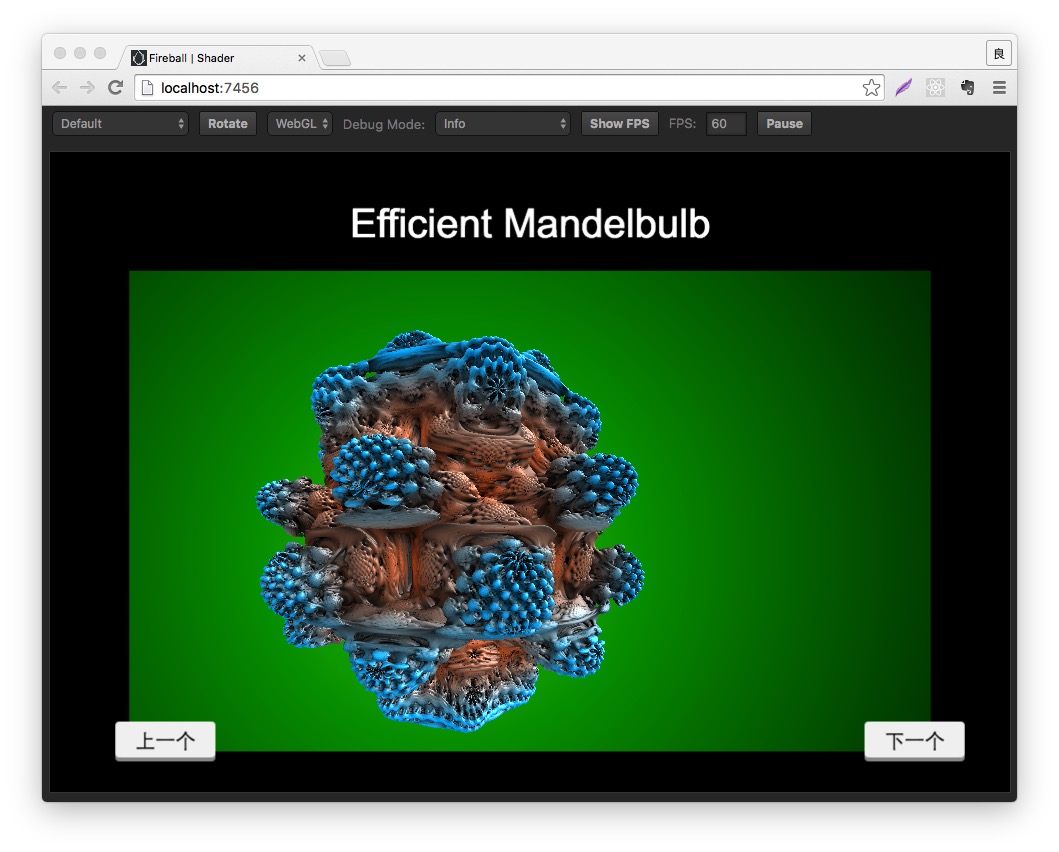 Fireball | Shader
良
localhost:7456
Default Rotate WebGL Debug Mode: Info Show FPS FPS: 60 Pause
Efficient Mandelbulb
上一个 下一个